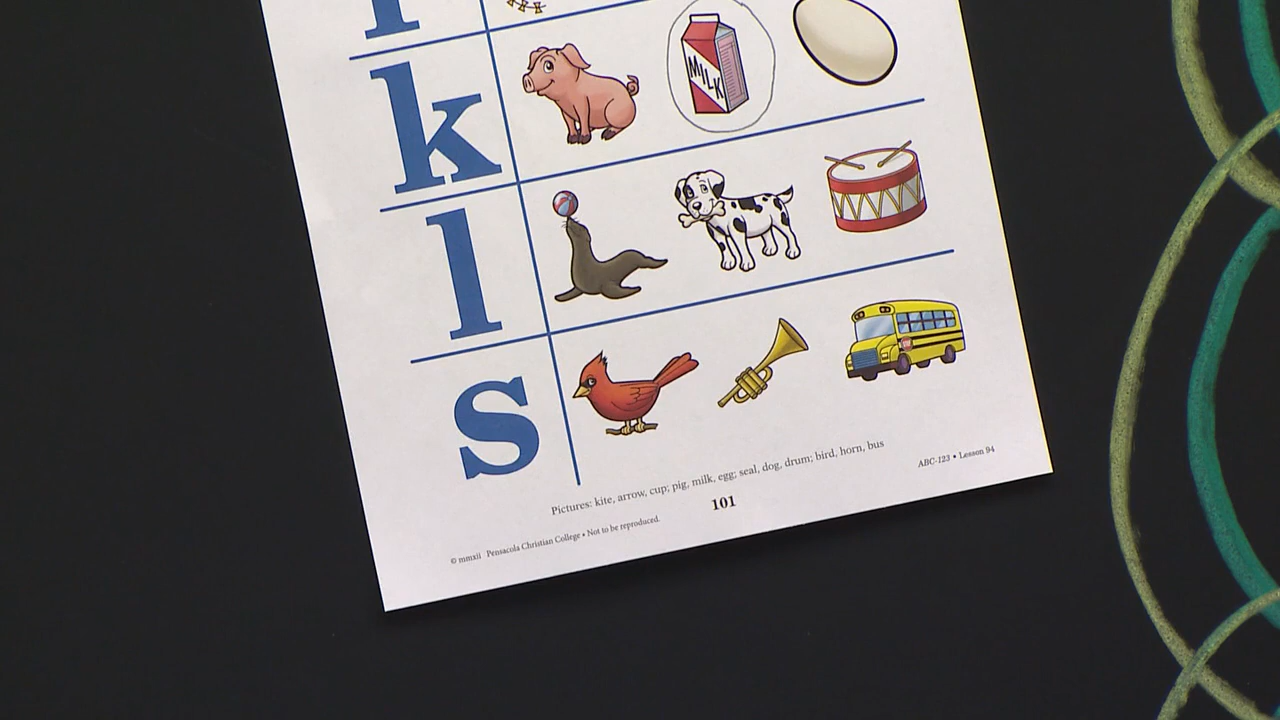 MILK
k
l
s
Pictures: kite, arrow, cup; pig, milk, egg; seal, dog, drum; bird, horn, bus
ABC-123 • Lesson 94
101
© mmxii Pensacola Christian College • Not to be reproduced.